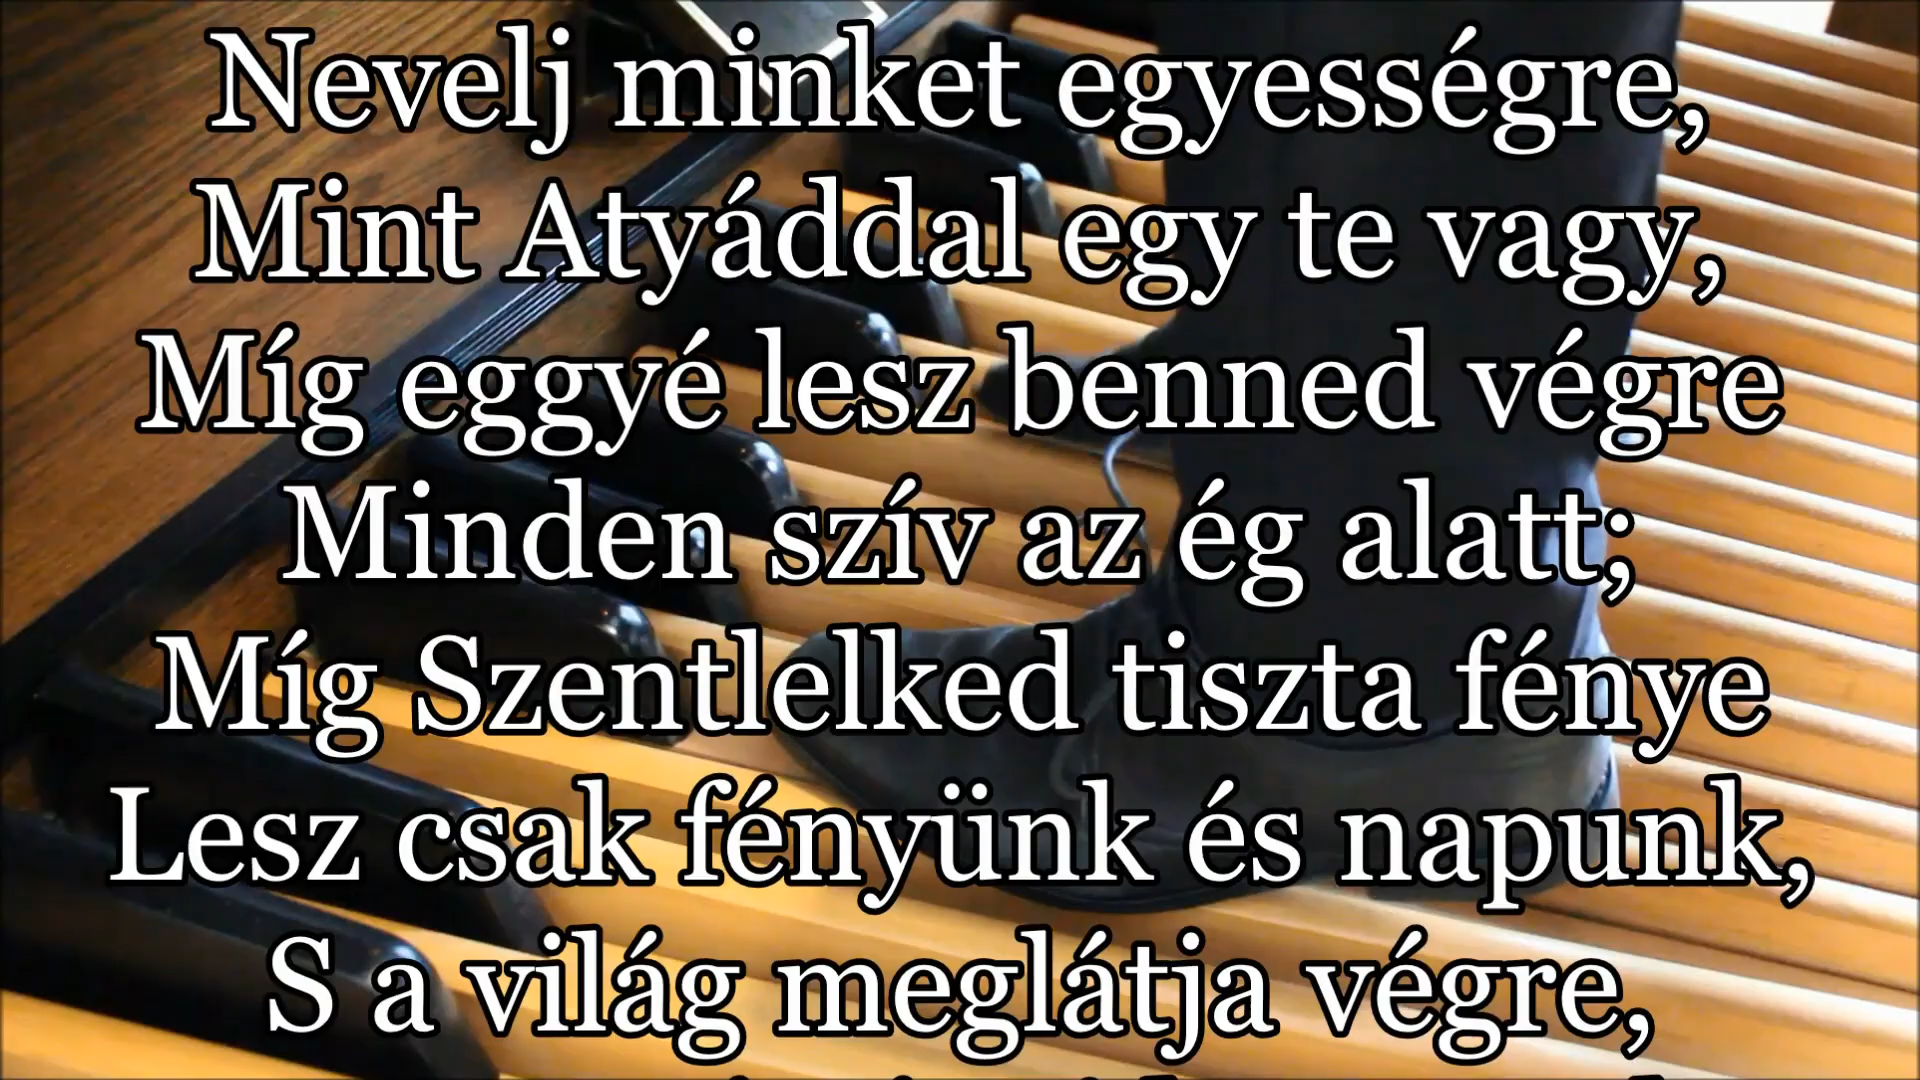 Nevelj minket egyességre,
Mint Atyáddal egy te vagy,
Míg eggyé lesz benned végre
Minden szív az ég alatt;
Míg Szentlelked tiszta fénye
Lesz csak fényünk és napunk,
S a világ meglátja végre,